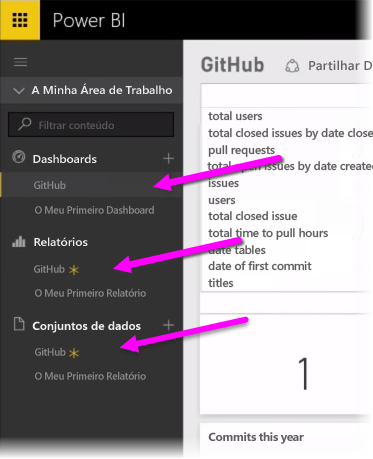 Power BI
GitHub
Partilhar D
A Minha Área de Trabalho
Filtrar conteúdo
Dashboards
GitHub
O Meu Primeiro Dashboard
Relatórios
GitHub
O Meu Primeiro Relatório
Conjuntos de dados
GitHub
O Meu Primeiro Relatório
total users
total closed issues by date close
pull requests
total open issues by date create
issues
users
total closed issue
total time to pull hours
date tables
date of first commit
titles
1
Commits this year